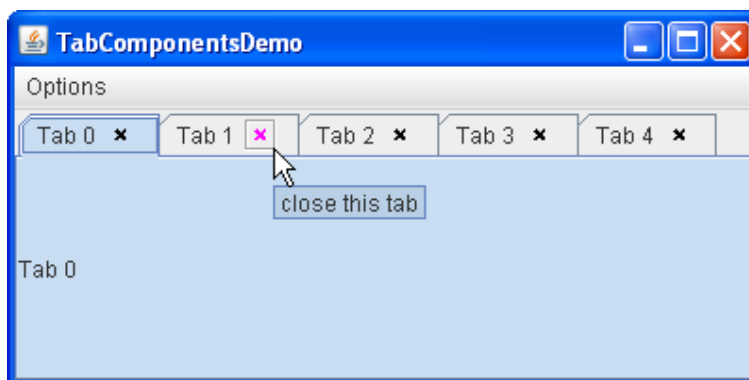 TabComponentsDemo
Options
Tab 0 Tab 1 Tab 2 Tab 3 Tab 4
close this tab
Tab 0